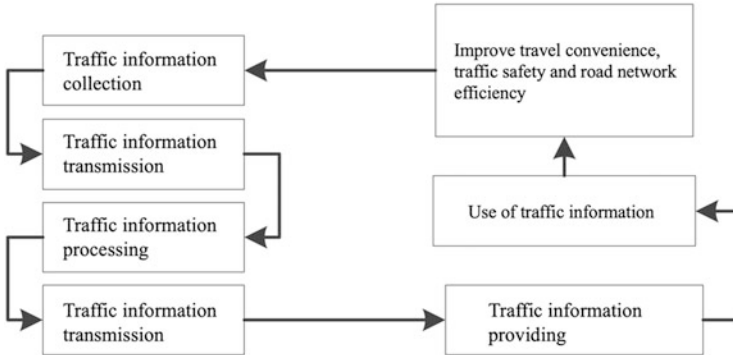 Traffic information
collection
Traffic information
transmission
Traffic information
processing
Traffic information
transmission
Improve travel convenience,
traffic safety and road network
efficiency
Use of traffic information
Traffic information
providing